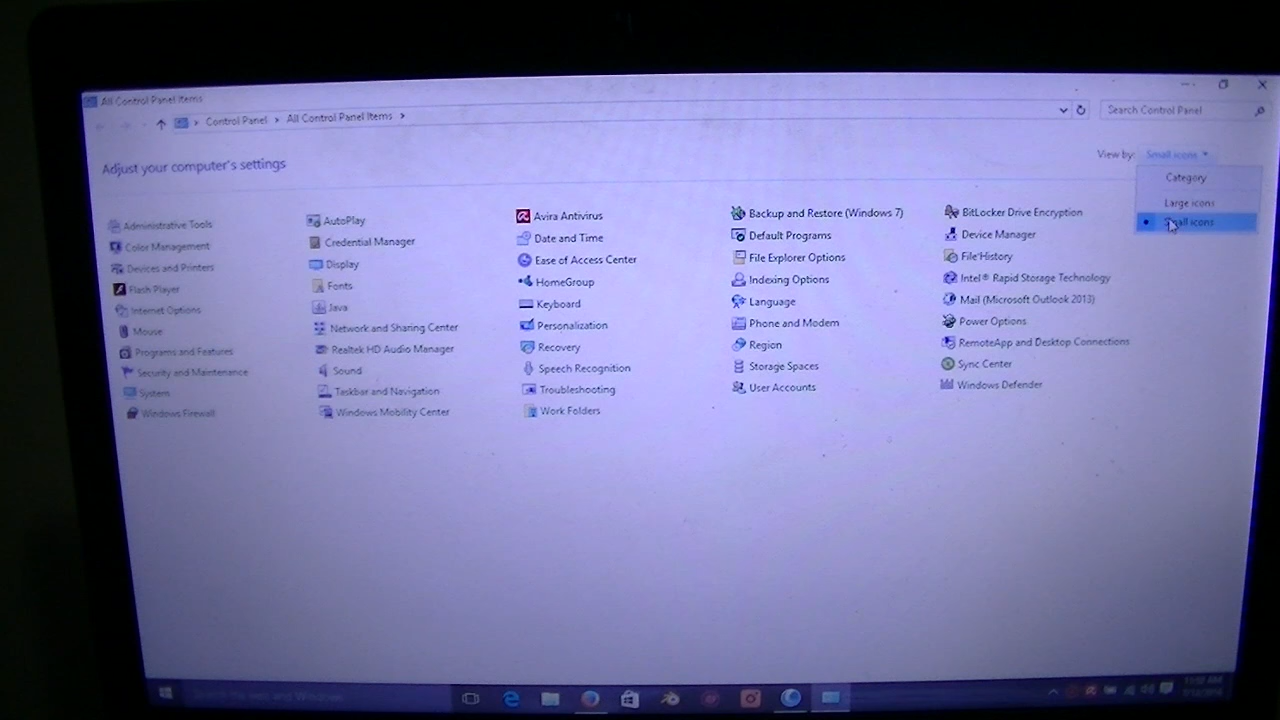 All Control Panel Items
Control Panel > All Control Panel Items >
Search Control Panel
Adjust your computer's settings
View by: Small icons
Category
Large icons
Small icons
Administrative Tools
AutoPlay
Avira Antivirus
Backup and Restore (Windows 7)
BitLocker Drive Encryption
Color Management
Credential Manager
Date and Time
Default Programs
Device Manager
Devices and Printers
Display
Ease of Access Center
File Explorer Options
File History
Flash Player
Fonts
HomeGroup
Indexing Options
Intel® Rapid Storage Technology
Internet Options
Java
Keyboard
Language
Mail (Microsoft Outlook 2013)
Mouse
Network and Sharing Center
Personalization
Phone and Modem
Power Options
Programs and Features
Realtek HD Audio Manager
Recovery
Region
RemoteApp and Desktop Connections
Security and Maintenance
Sound
Speech Recognition
Storage Spaces
Sync Center
System
Taskbar and Navigation
Troubleshooting
User Accounts
Windows Defender
Windows Firewall
Windows Mobility Center
Work Folders
Search the web and Windows